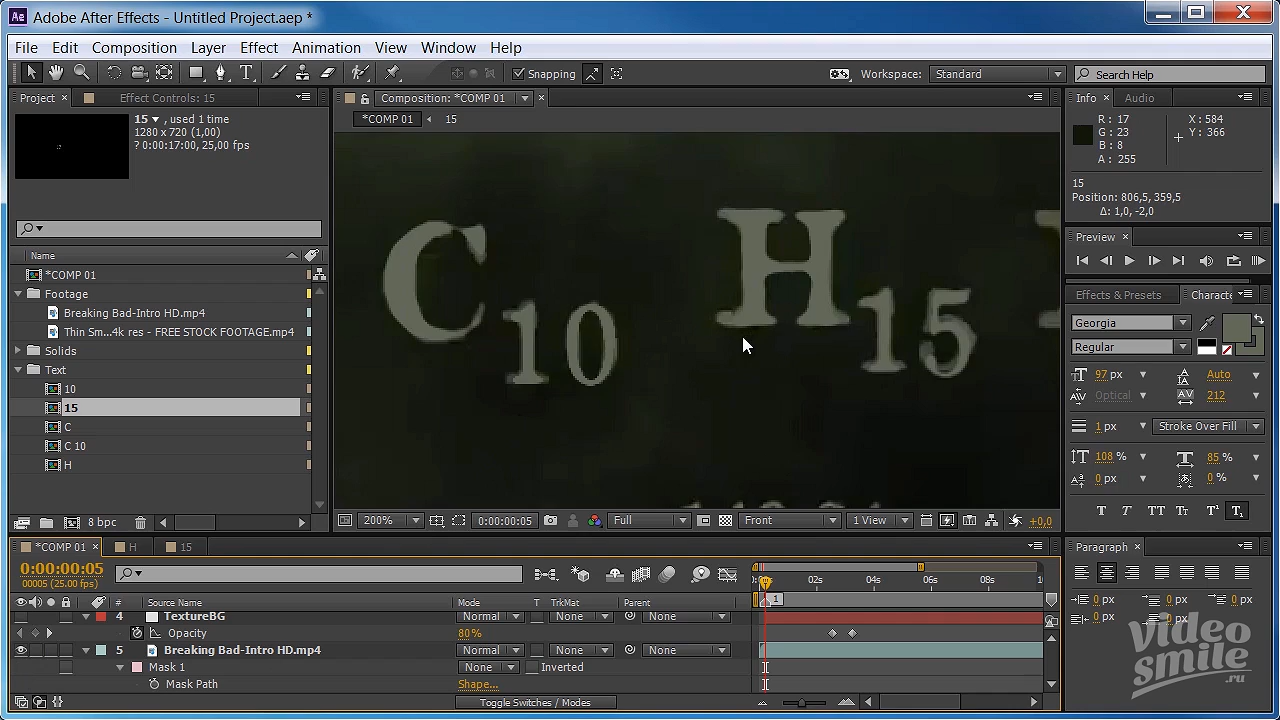 Adobe After Effects - Untitled Project.aep *
File Edit Composition Layer Effect Animation View Window Help
Snapping Workspace: Standard Search Help
Project Effect Controls: 15
15 , used 1 time
1280 x 720 (1,00)
? 0:00:17:00, 25,00 fps
Name
*COMP 01
Footage
Breaking Bad-Intro HD.mp4
Thin Sm...4k res - FREE STOCK FOOTAGE.mp4
Solids
Text
10
15
C
C 10
H
8 bpc
Composition: *COMP 01
*COMP 01 15
C10 H15
200% 0:00:00:05 Full Front 1 View +0,0
Info Audio
R : 17
G : 23
B : 8
A : 255
X : 584
Y : 366
15
Position: 806,5, 359,5
Δ: 1,0, -2,0
Preview
Effects & Presets Characte
Georgia
Regular
97 px Auto
Optical 212
1 px Stroke Over Fill
108 % 85 %
0 px 0 %
T T TT Tr T¹ T₁
Paragraph
0 px 0 px 0 px
0 px 0 px
*COMP 01 H 15
0:00:00:05
00005 (25.00 fps)
02s 04s 06s 08s 10
# Source Name Mode T TrkMat Parent
1
4 TextureBG Normal None None
Opacity 80%
5 Breaking Bad-Intro HD.mp4 Normal None None
Mask 1 None Inverted
Mask Path Shape...
Toggle Switches / Modes
VIDEO
SMILE
.ru